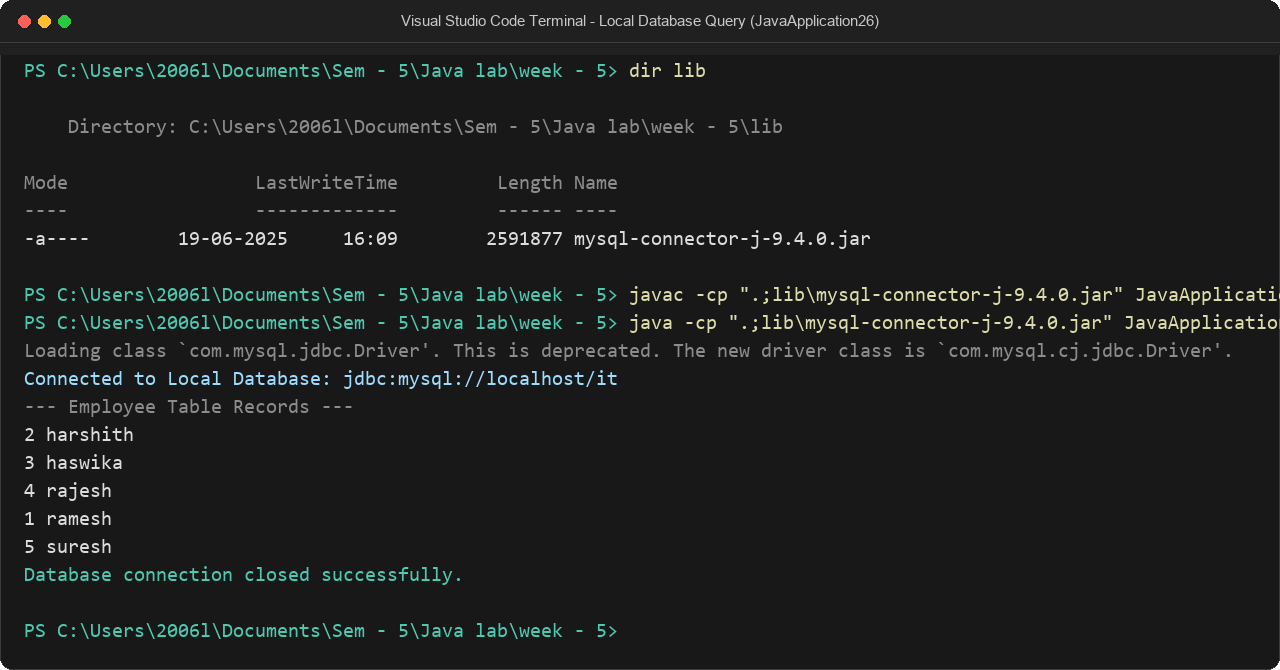 Visual Studio Code Terminal - Local Database Query (JavaApplication26)
PS C:\Users\2006l\Documents\Sem - 5\Java lab\week - 5> dir lib
Directory: C:\Users\2006l\Documents\Sem - 5\Java lab\week - 5\lib
Mode LastWriteTime Length Name
---- ------------- ------ ----
-a---- 19-06-2025 16:09 2591877 mysql-connector-j-9.4.0.jar
PS C:\Users\2006l\Documents\Sem - 5\Java lab\week - 5> javac -cp ".;lib\mysql-connector-j-9.4.0.jar" JavaApplicatio
PS C:\Users\2006l\Documents\Sem - 5\Java lab\week - 5> java -cp ".;lib\mysql-connector-j-9.4.0.jar" JavaApplication
Loading class `com.mysql.jdbc.Driver'. This is deprecated. The new driver class is `com.mysql.cj.jdbc.Driver'.
Connected to Local Database: jdbc:mysql://localhost/it
--- Employee Table Records ---
2 harshith
3 haswika
4 rajesh
1 ramesh
5 suresh
Database connection closed successfully.
PS C:\Users\2006l\Documents\Sem - 5\Java lab\week - 5>